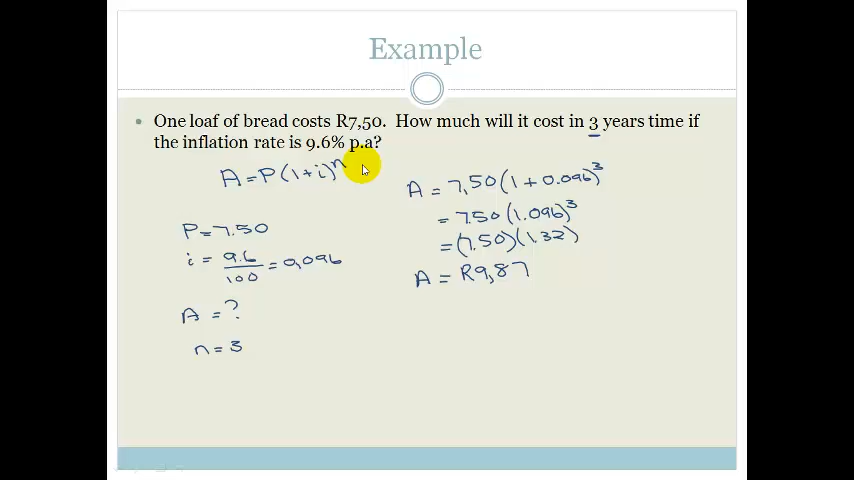 Example
One loaf of bread costs R7,50. How much will it cost in 3 years time if
the inflation rate is 9.6% p.a?
A = P(1+i)^n
P = 7.50
i = 9.6/100 = 0,096
A = ?
n = 3
A = 7,50(1 + 0.096)^3
= 7.50(1.096)^3
= (7.50)(1.32)
A = R9,87